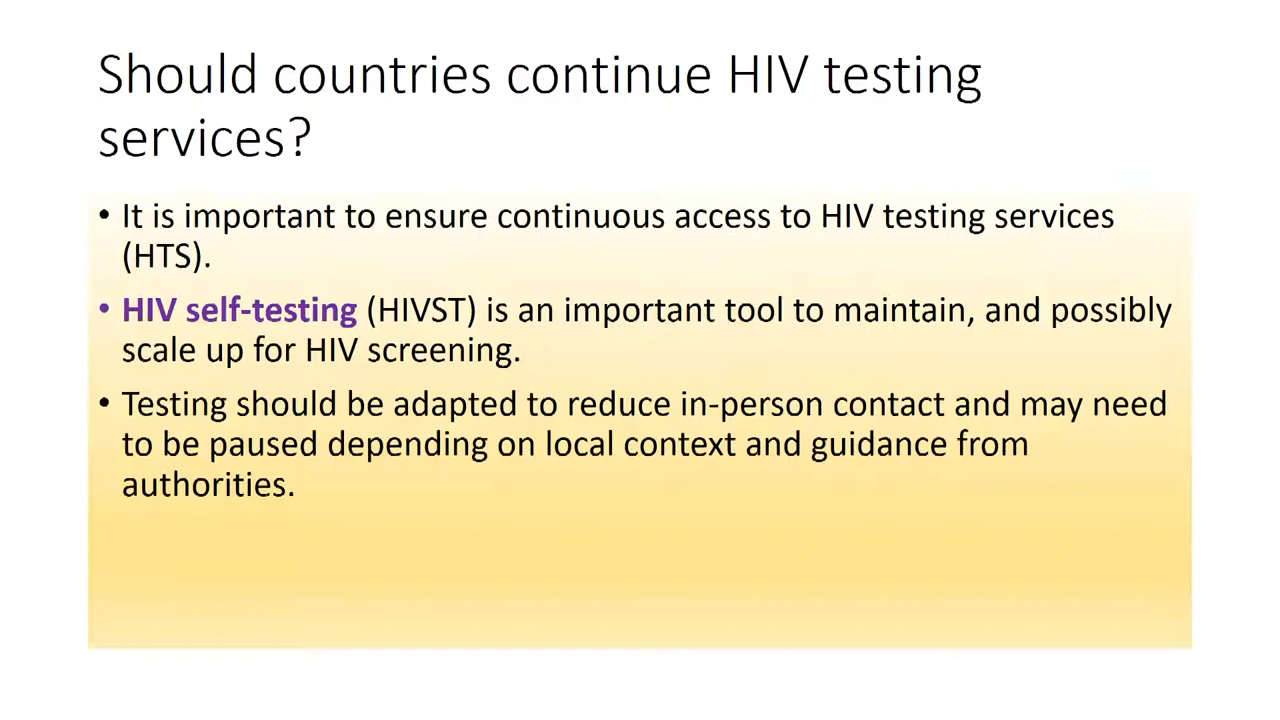 Should countries continue HIV testing
services?
• It is important to ensure continuous access to HIV testing services
(HTS).
• HIV self-testing (HIVST) is an important tool to maintain, and possibly
scale up for HIV screening.
• Testing should be adapted to reduce in-person contact and may need
to be paused depending on local context and guidance from
authorities.